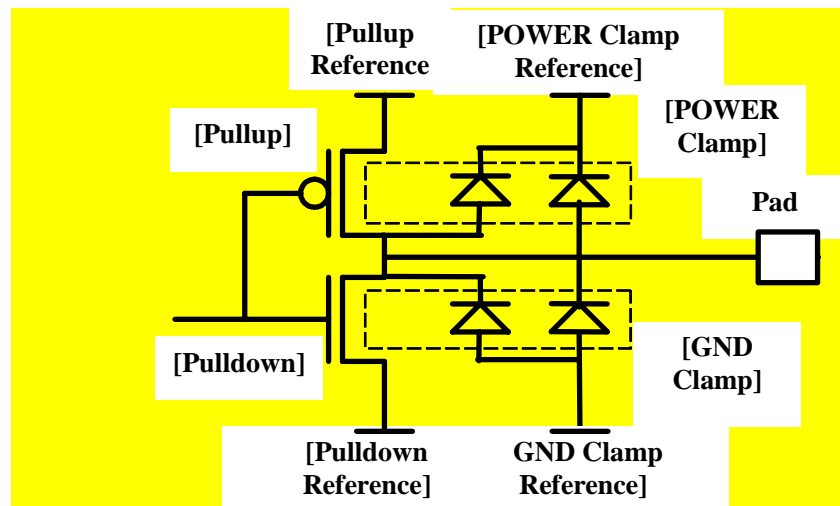 [Pullup
Reference
[POWER Clamp
Reference]
[Pullup]
[POWER
Clamp]
Pad
[Pulldown]
[GND
Clamp]
[Pulldown
Reference]
GND Clamp
Reference]